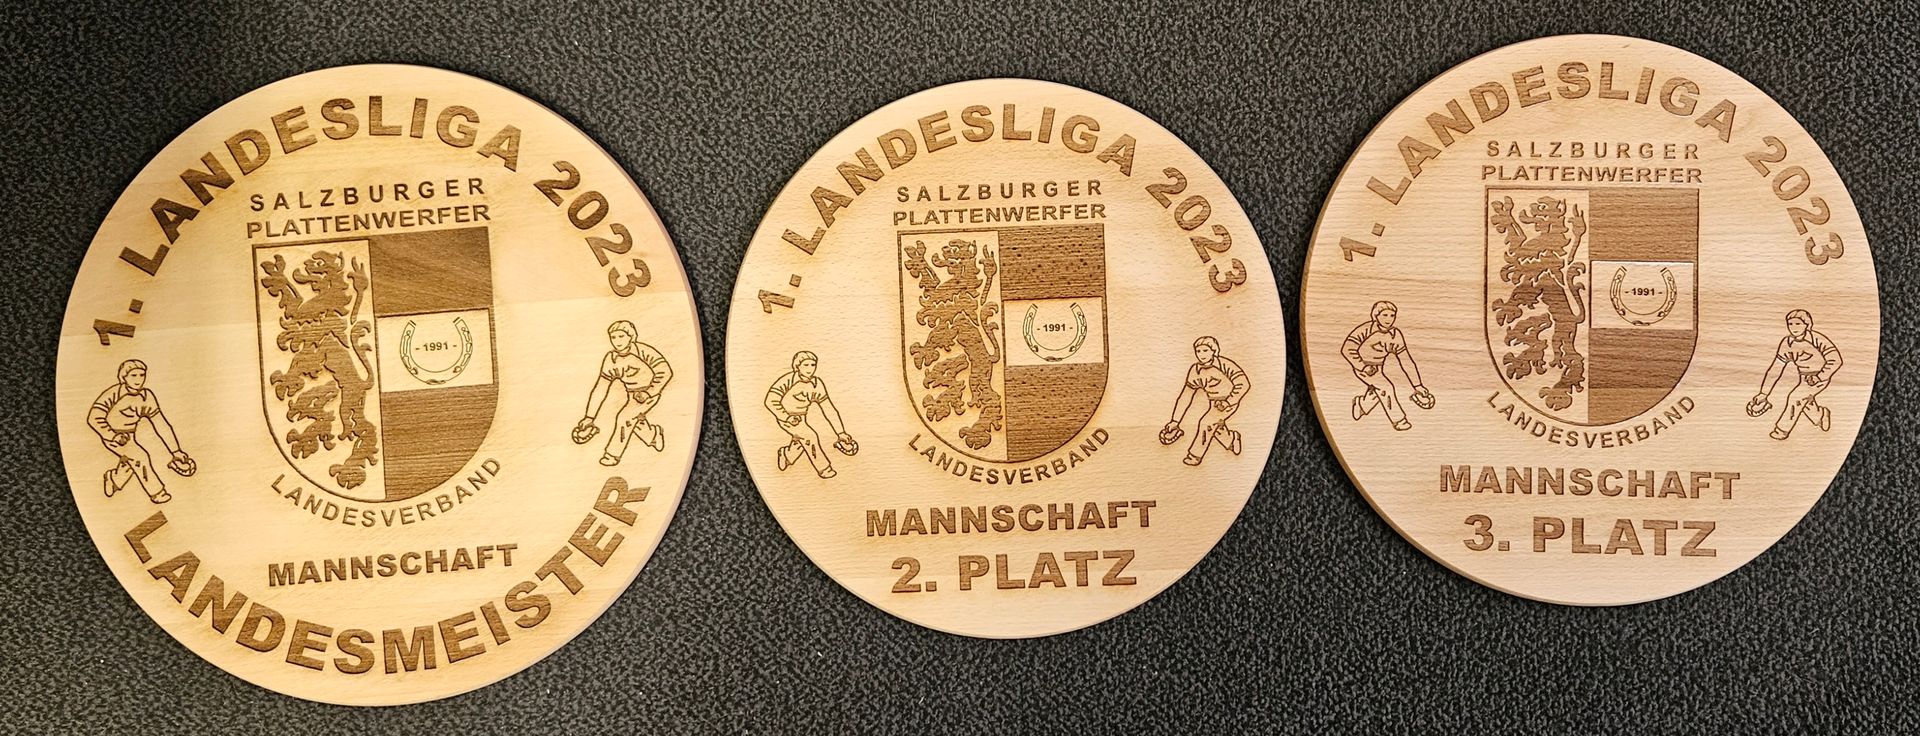 1. LANDESLIGA 2023
SALZBURGER
PLATTENWERFER
- 1991 -
LANDESVERBAND
MANNSCHAFT
LANDESMEISTER
1. LANDESLIGA 2023
SALZBURGER
PLATTENWERFER
- 1991 -
LANDESVERBAND
MANNSCHAFT
2. PLATZ
1. LANDESLIGA 2023
SALZBURGER
PLATTENWERFER
- 1991 -
LANDESVERBAND
MANNSCHAFT
3. PLATZ